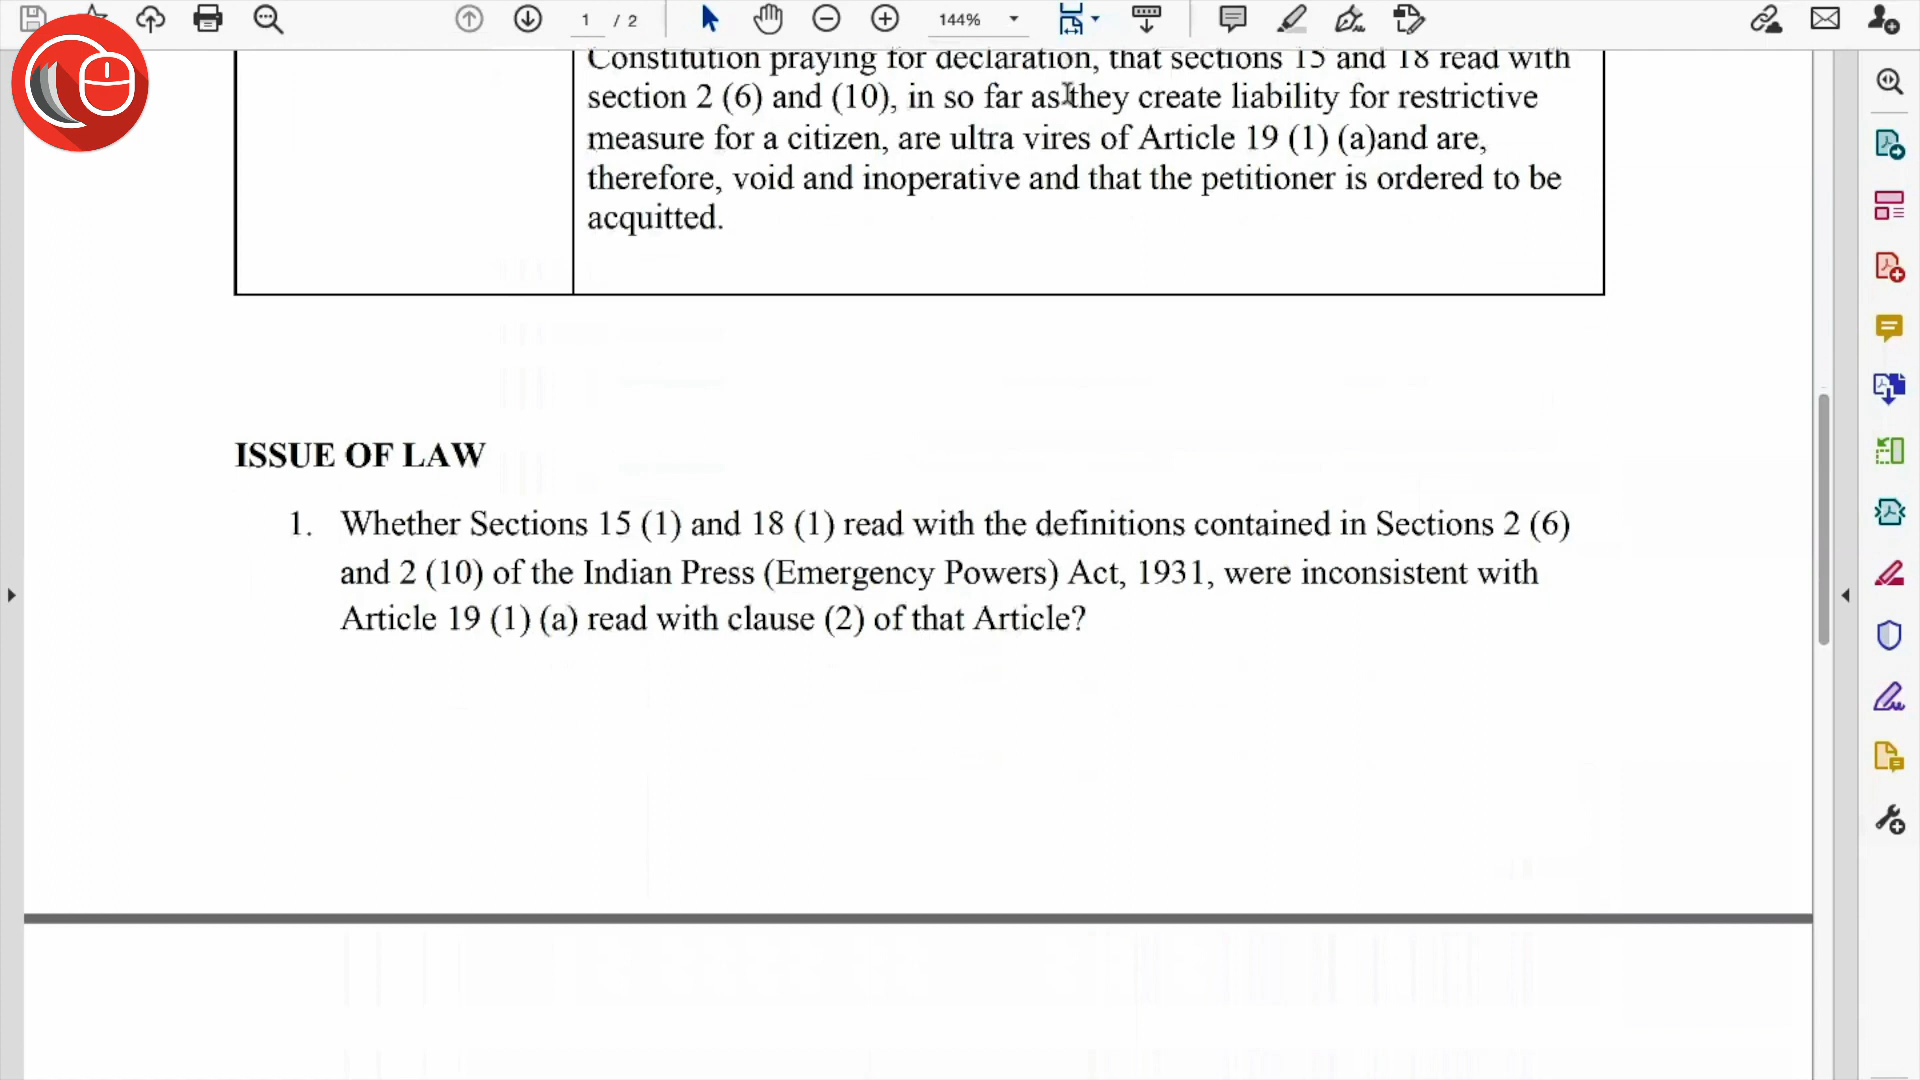 1 / 2
144%
Constitution praying for declaration, that sections 15 and 18 read with
section 2 (6) and (10), in so far as they create liability for restrictive
measure for a citizen, are ultra vires of Article 19 (1) (a)and are,
therefore, void and inoperative and that the petitioner is ordered to be
acquitted.
ISSUE OF LAW
1. Whether Sections 15 (1) and 18 (1) read with the definitions contained in Sections 2 (6)
and 2 (10) of the Indian Press (Emergency Powers) Act, 1931, were inconsistent with
Article 19 (1) (a) read with clause (2) of that Article?